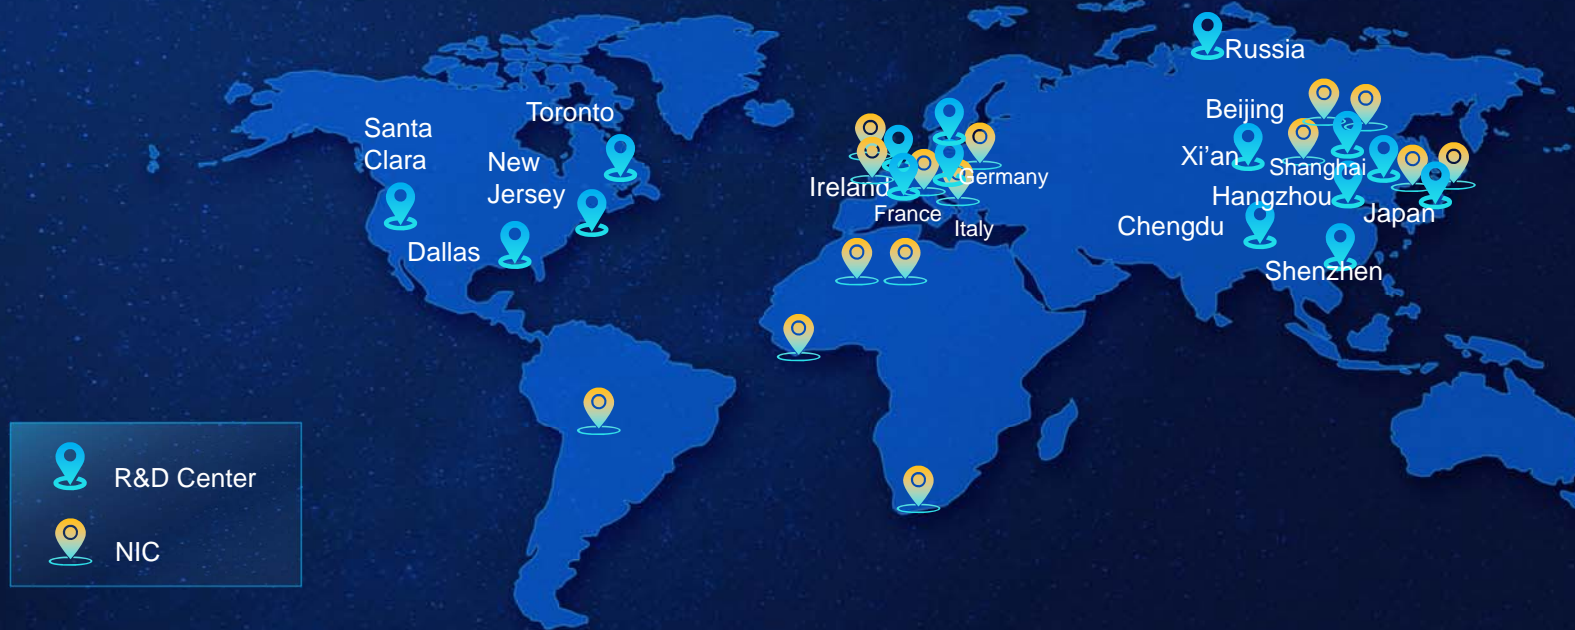 Russia
Toronto
Beijing
Santa
Clara
New
Jersey
Xi'an
Shanghai
Germany
Ireland
Hangzhou
France
Japan
Italy
Chengdu
Dallas
Shenzhen
R&D Center
NIC